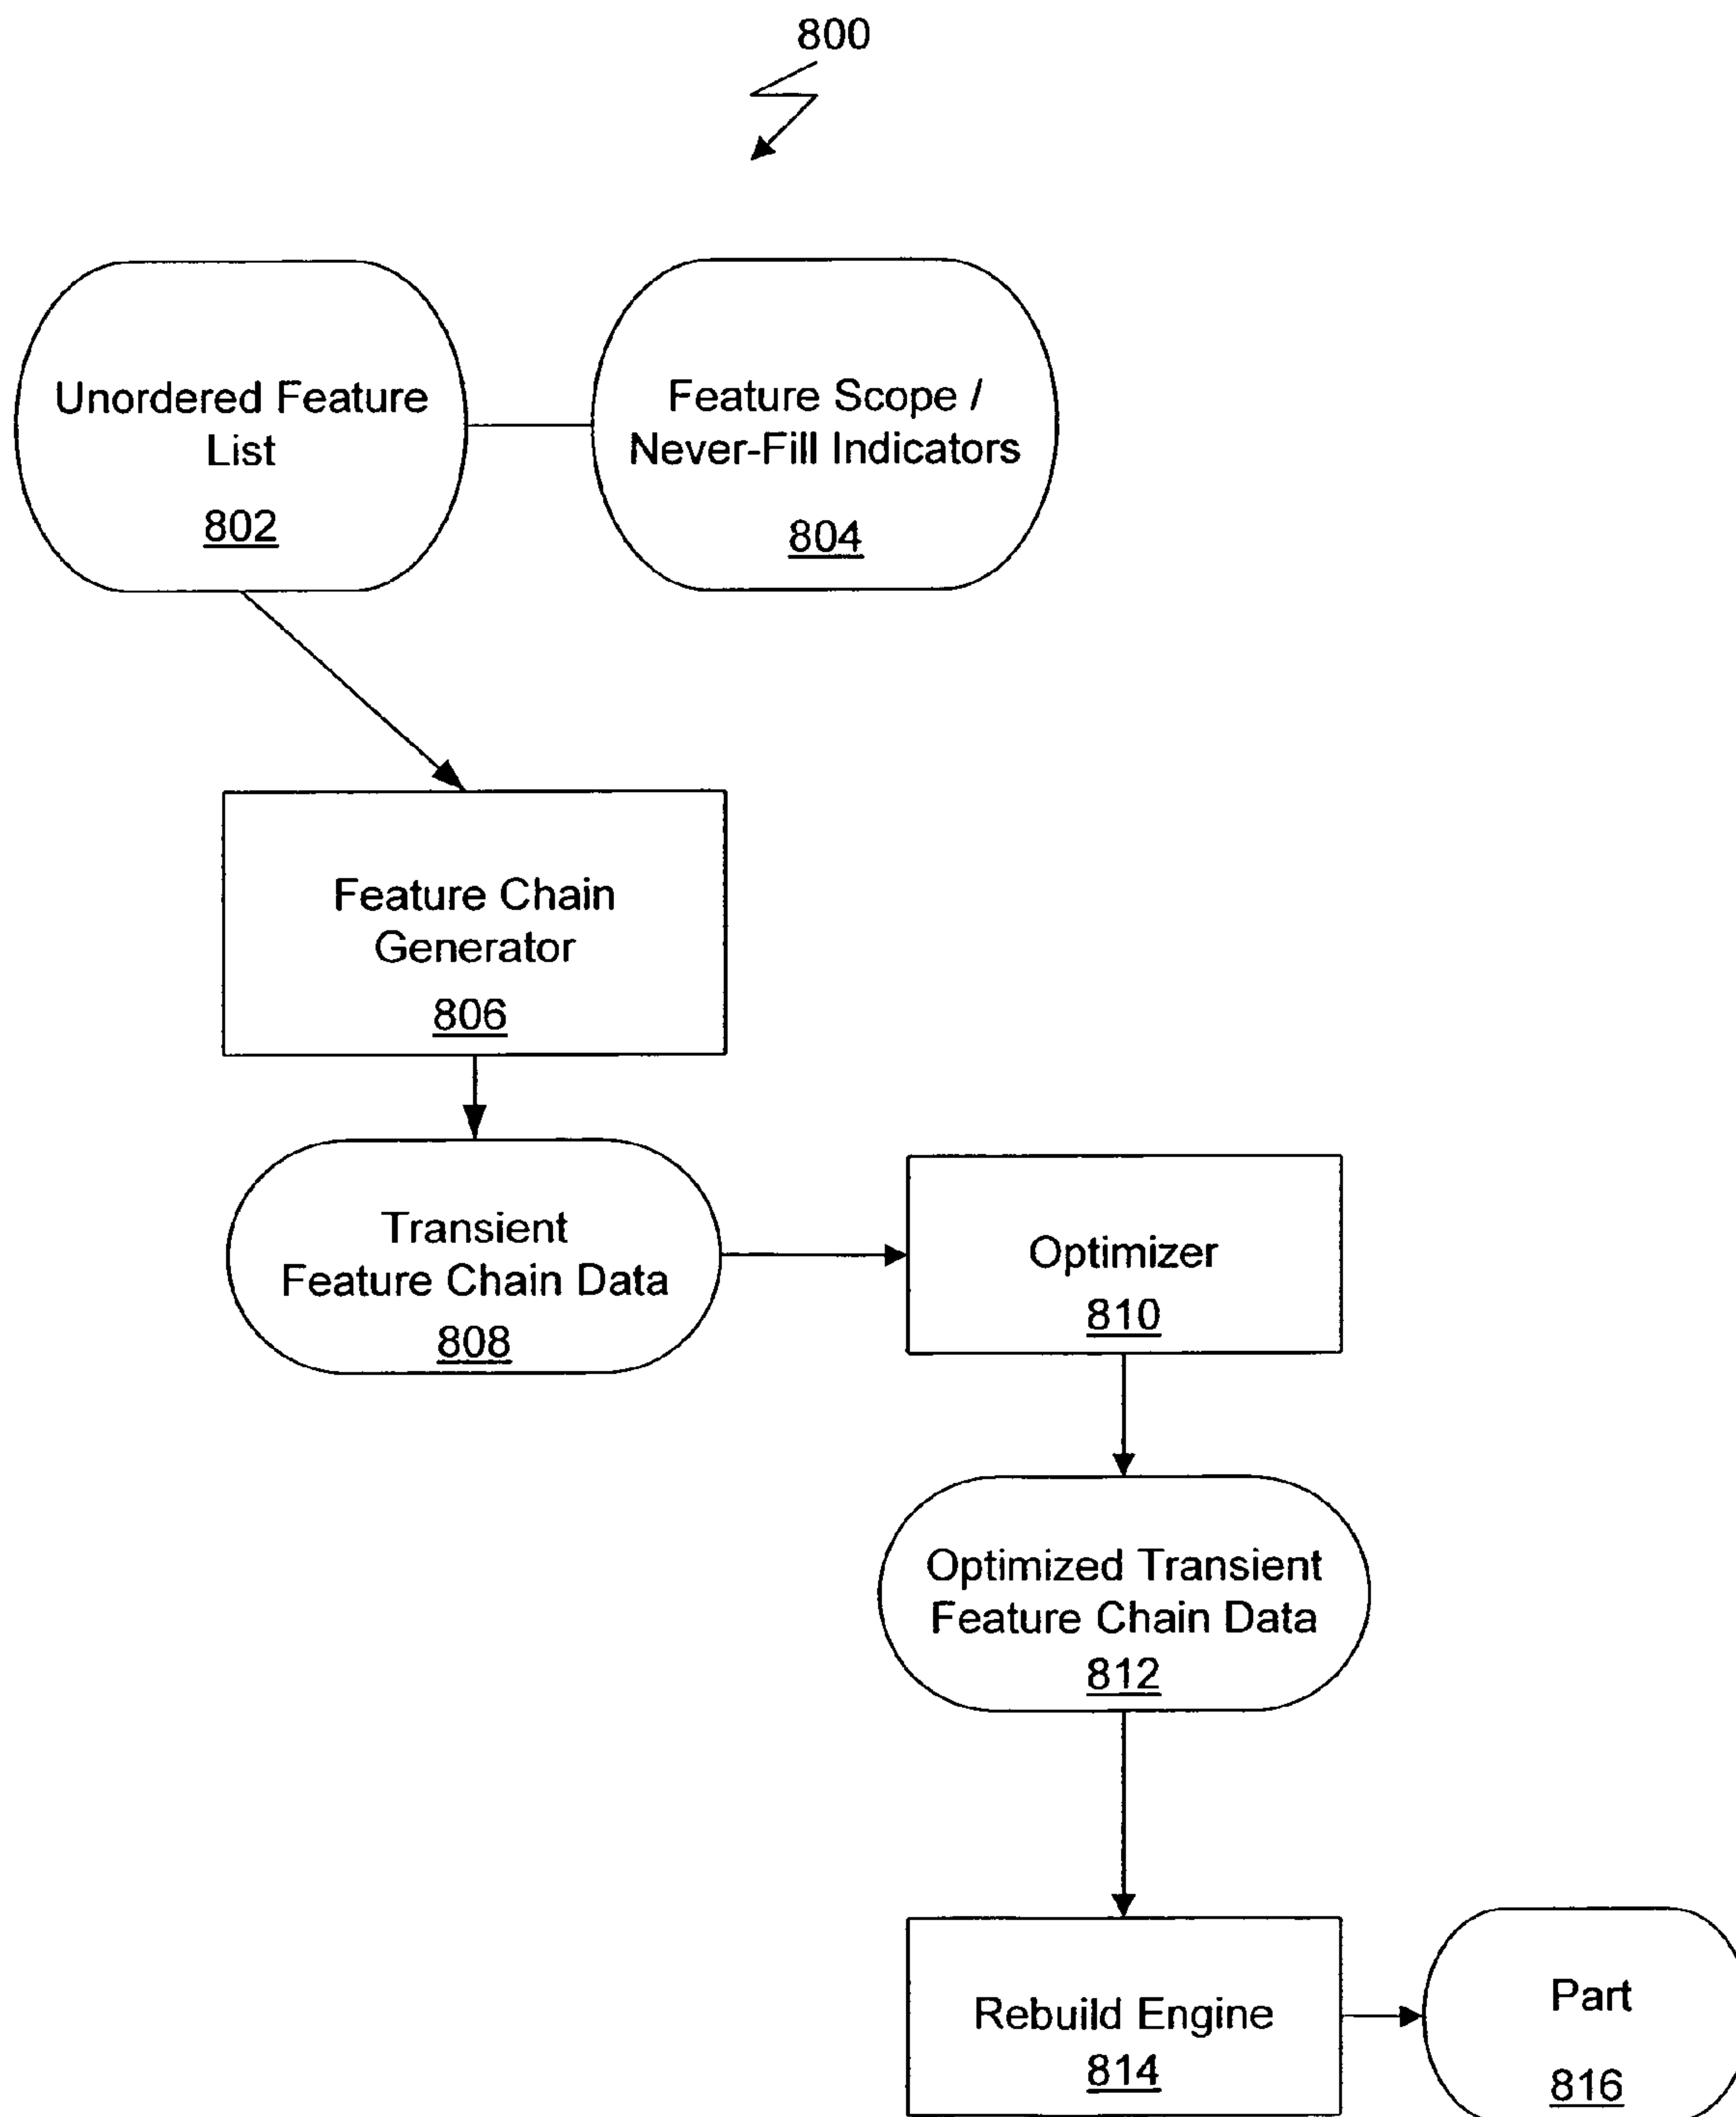 800
Unordered Feature
List
802
Feature Scope /
Never-Fill Indicators
804
Feature Chain
Generator
806
Transient
Feature Chain Data
808
Optimizer
810
Optimized Transient
Feature Chain Data
812
Rebuild Engine
814
Part
816